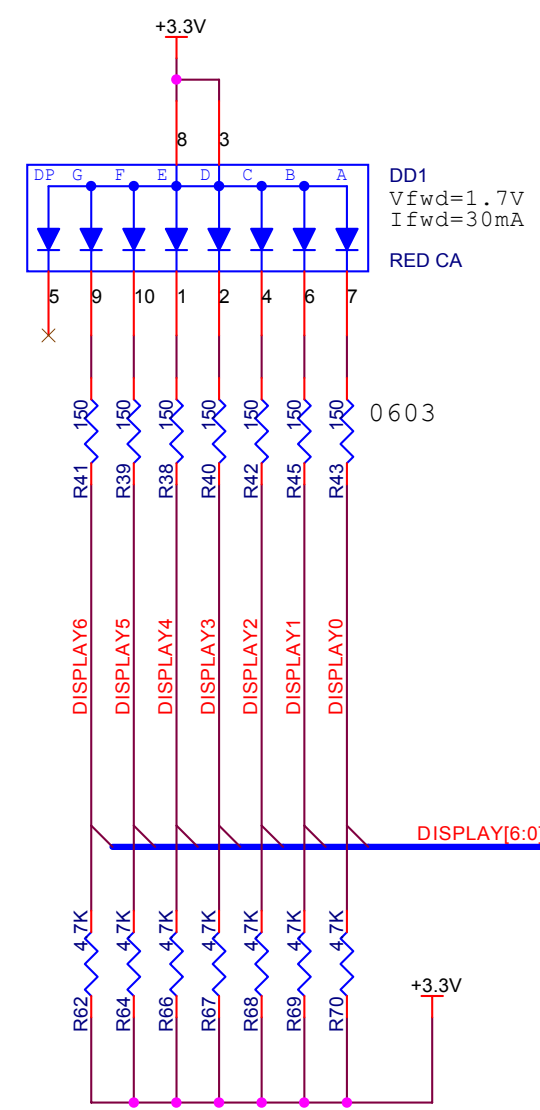 +3.3V
8 3
DP G F E D C B A
DD1
Vfwd=1.7V
Ifwd=30mA
RED CA
5 9 10 1 2 4 6 7
150 150 150 150 150 150 150
0603
R41 R39 R38 R40 R42 R45 R43
DISPLAY6 DISPLAY5 DISPLAY4 DISPLAY3 DISPLAY2 DISPLAY1 DISPLAY0
DISPLAY[6:0
4.7K 4.7K 4.7K 4.7K 4.7K 4.7K 4.7K
R62 R64 R66 R67 R68 R69 R70
+3.3V